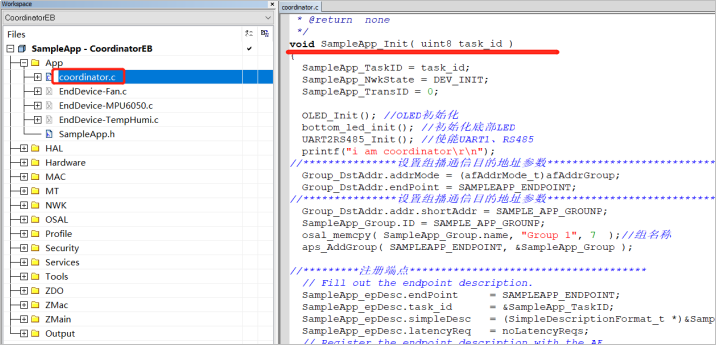 Workspace
CoordinatorEB
Files
SampleApp - CoordinatorEB
App
coordinator.c
EndDevice-Fan.c
EndDevice-MPU6050.c
EndDevice-TempHumi.c
SampleApp.h
HAL
Hardware
MAC
MT
NWK
OSAL
Profile
Security
Services
Tools
ZDO
ZMac
ZMain
Output
coordinator.c
* @return  none
*/
void SampleApp_Init( uint8 task_id )
{
SampleApp_TaskID = task_id;
SampleApp_NwkState = DEV_INIT;
SampleApp_TransID = 0;
OLED_Init(); //OLED初始化
bottom_led_init(); //初始化底部LED
UART2RS485_Init(); //使能UART1、RS485
printf("i am coordinator\r\n");
//***************设置组播通信目的地址参数***************************
Group_DstAddr.addrMode = (afAddrMode_t)afAddrGroup;
Group_DstAddr.endPoint = SAMPLEAPP_ENDPOINT;
//***************设置组播通信目的地址参数***************************
Group_DstAddr.addr.shortAddr = SAMPLE_APP_GROUNP;
SampleApp_Group.ID = SAMPLE_APP_GROUNP;
osal_memcpy( SampleApp_Group.name, "Group 1", 7  );//组名称
aps_AddGroup( SAMPLEAPP_ENDPOINT, &SampleApp_Group );
//*********注册端点**************************************
// Fill out the endpoint description.
SampleApp_epDesc.endPoint     = SAMPLEAPP_ENDPOINT;
SampleApp_epDesc.task_id      = &SampleApp_TaskID;
SampleApp_epDesc.simpleDesc   = (SimpleDescriptionFormat_t *)&Samp
SampleApp_epDesc.latencyReq   = noLatencyReqs;
// Register the endpoint description with the AF